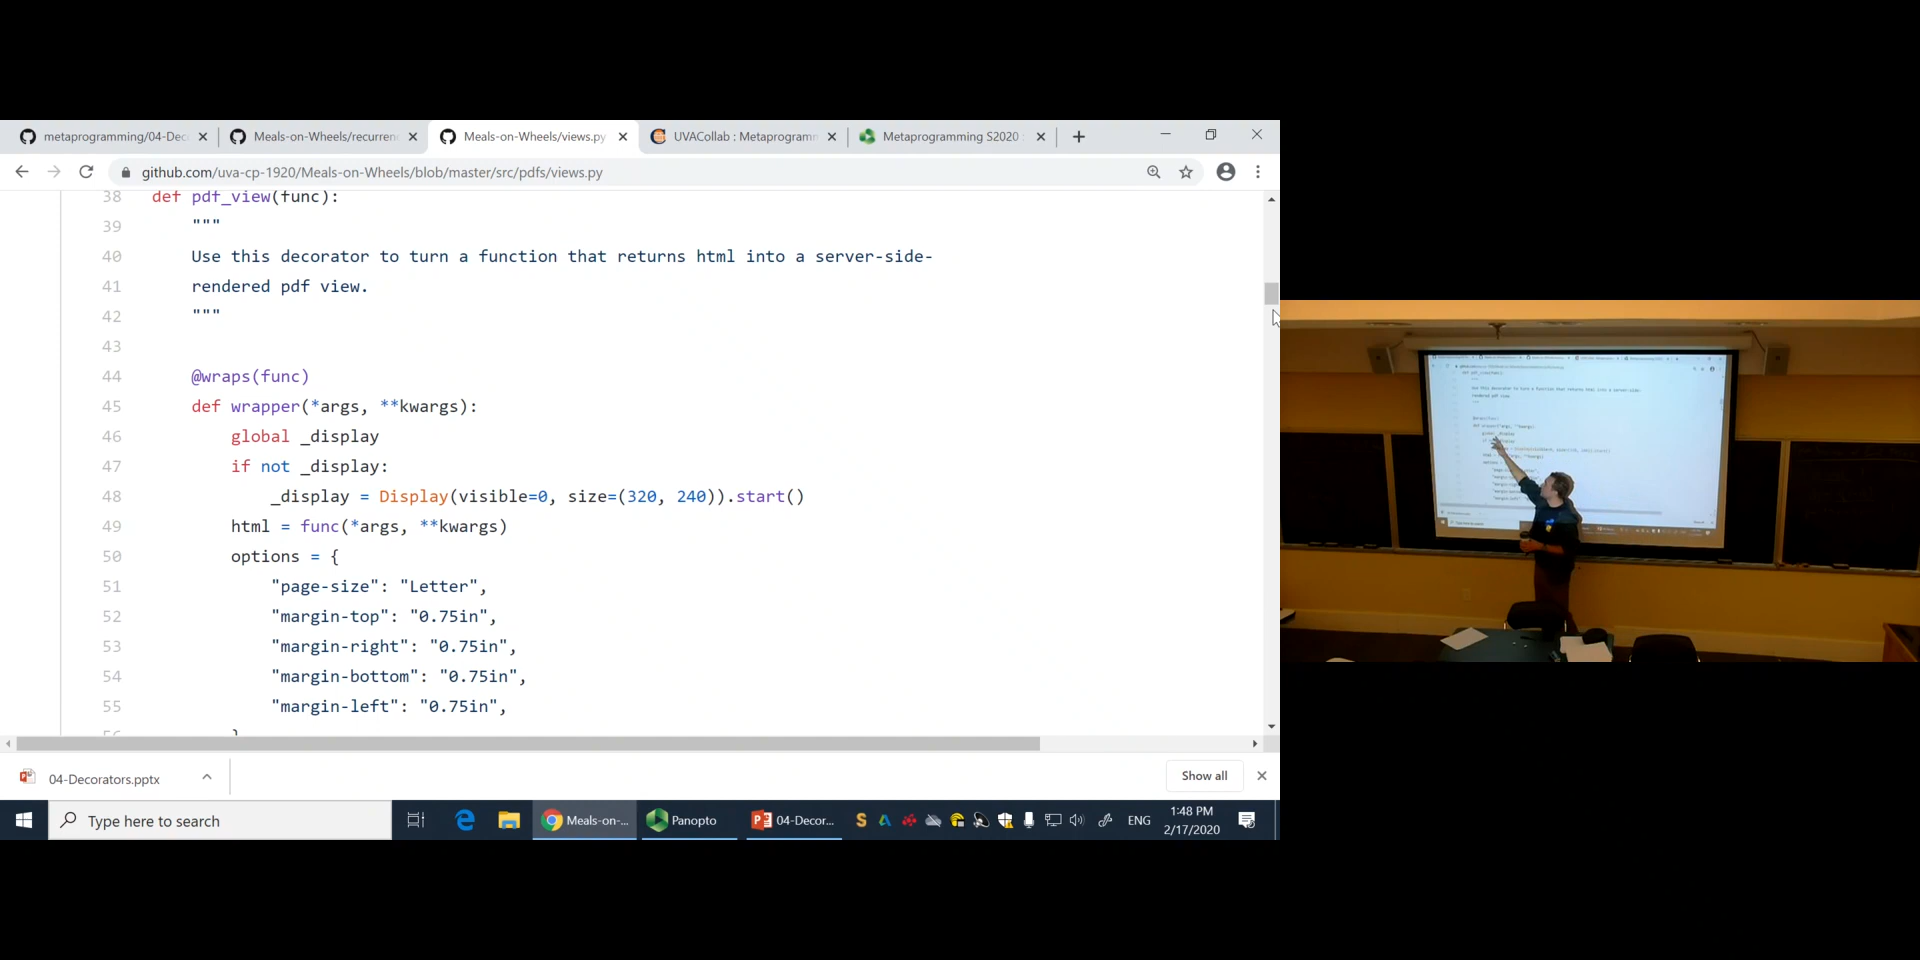 metaprogramming/04-Dec
Meals-on-Wheels/recurren
Meals-on-Wheels/views.py
UVACollab : Metaprogramm
Metaprogramming S2020 :
github.com/uva-cp-1920/Meals-on-Wheels/blob/master/src/pdfs/views.py
38 def pdf_view(func):
39 """
40 Use this decorator to turn a function that returns html into a server-side-
41 rendered pdf view.
42 """
43
44 @wraps(func)
45 def wrapper(*args, **kwargs):
46 global _display
47 if not _display:
48 _display = Display(visible=0, size=(320, 240)).start()
49 html = func(*args, **kwargs)
50 options = {
51 "page-size": "Letter",
52 "margin-top": "0.75in",
53 "margin-right": "0.75in",
54 "margin-bottom": "0.75in",
55 "margin-left": "0.75in",
56 }
04-Decorators.pptx
Show all
Type here to search
Meals-on-...
Panopto
04-Decor...
ENG
1:48 PM
2/17/2020